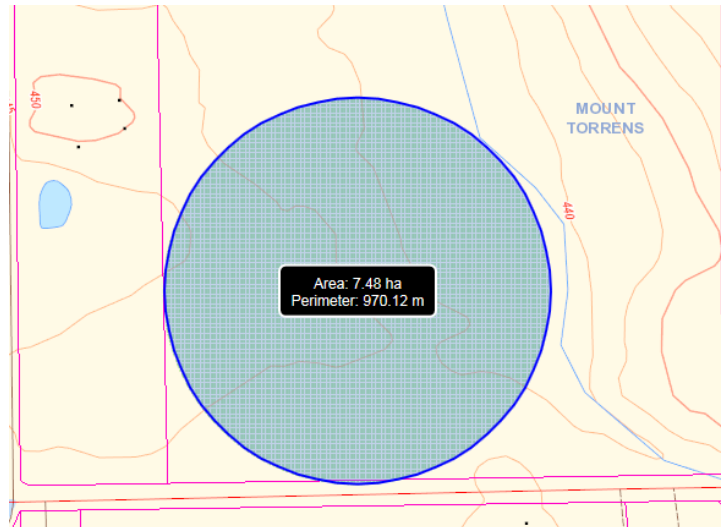 450
MOUNT
TORRENS
440
Area: 7.48 ha
Perimeter: 970.12 m